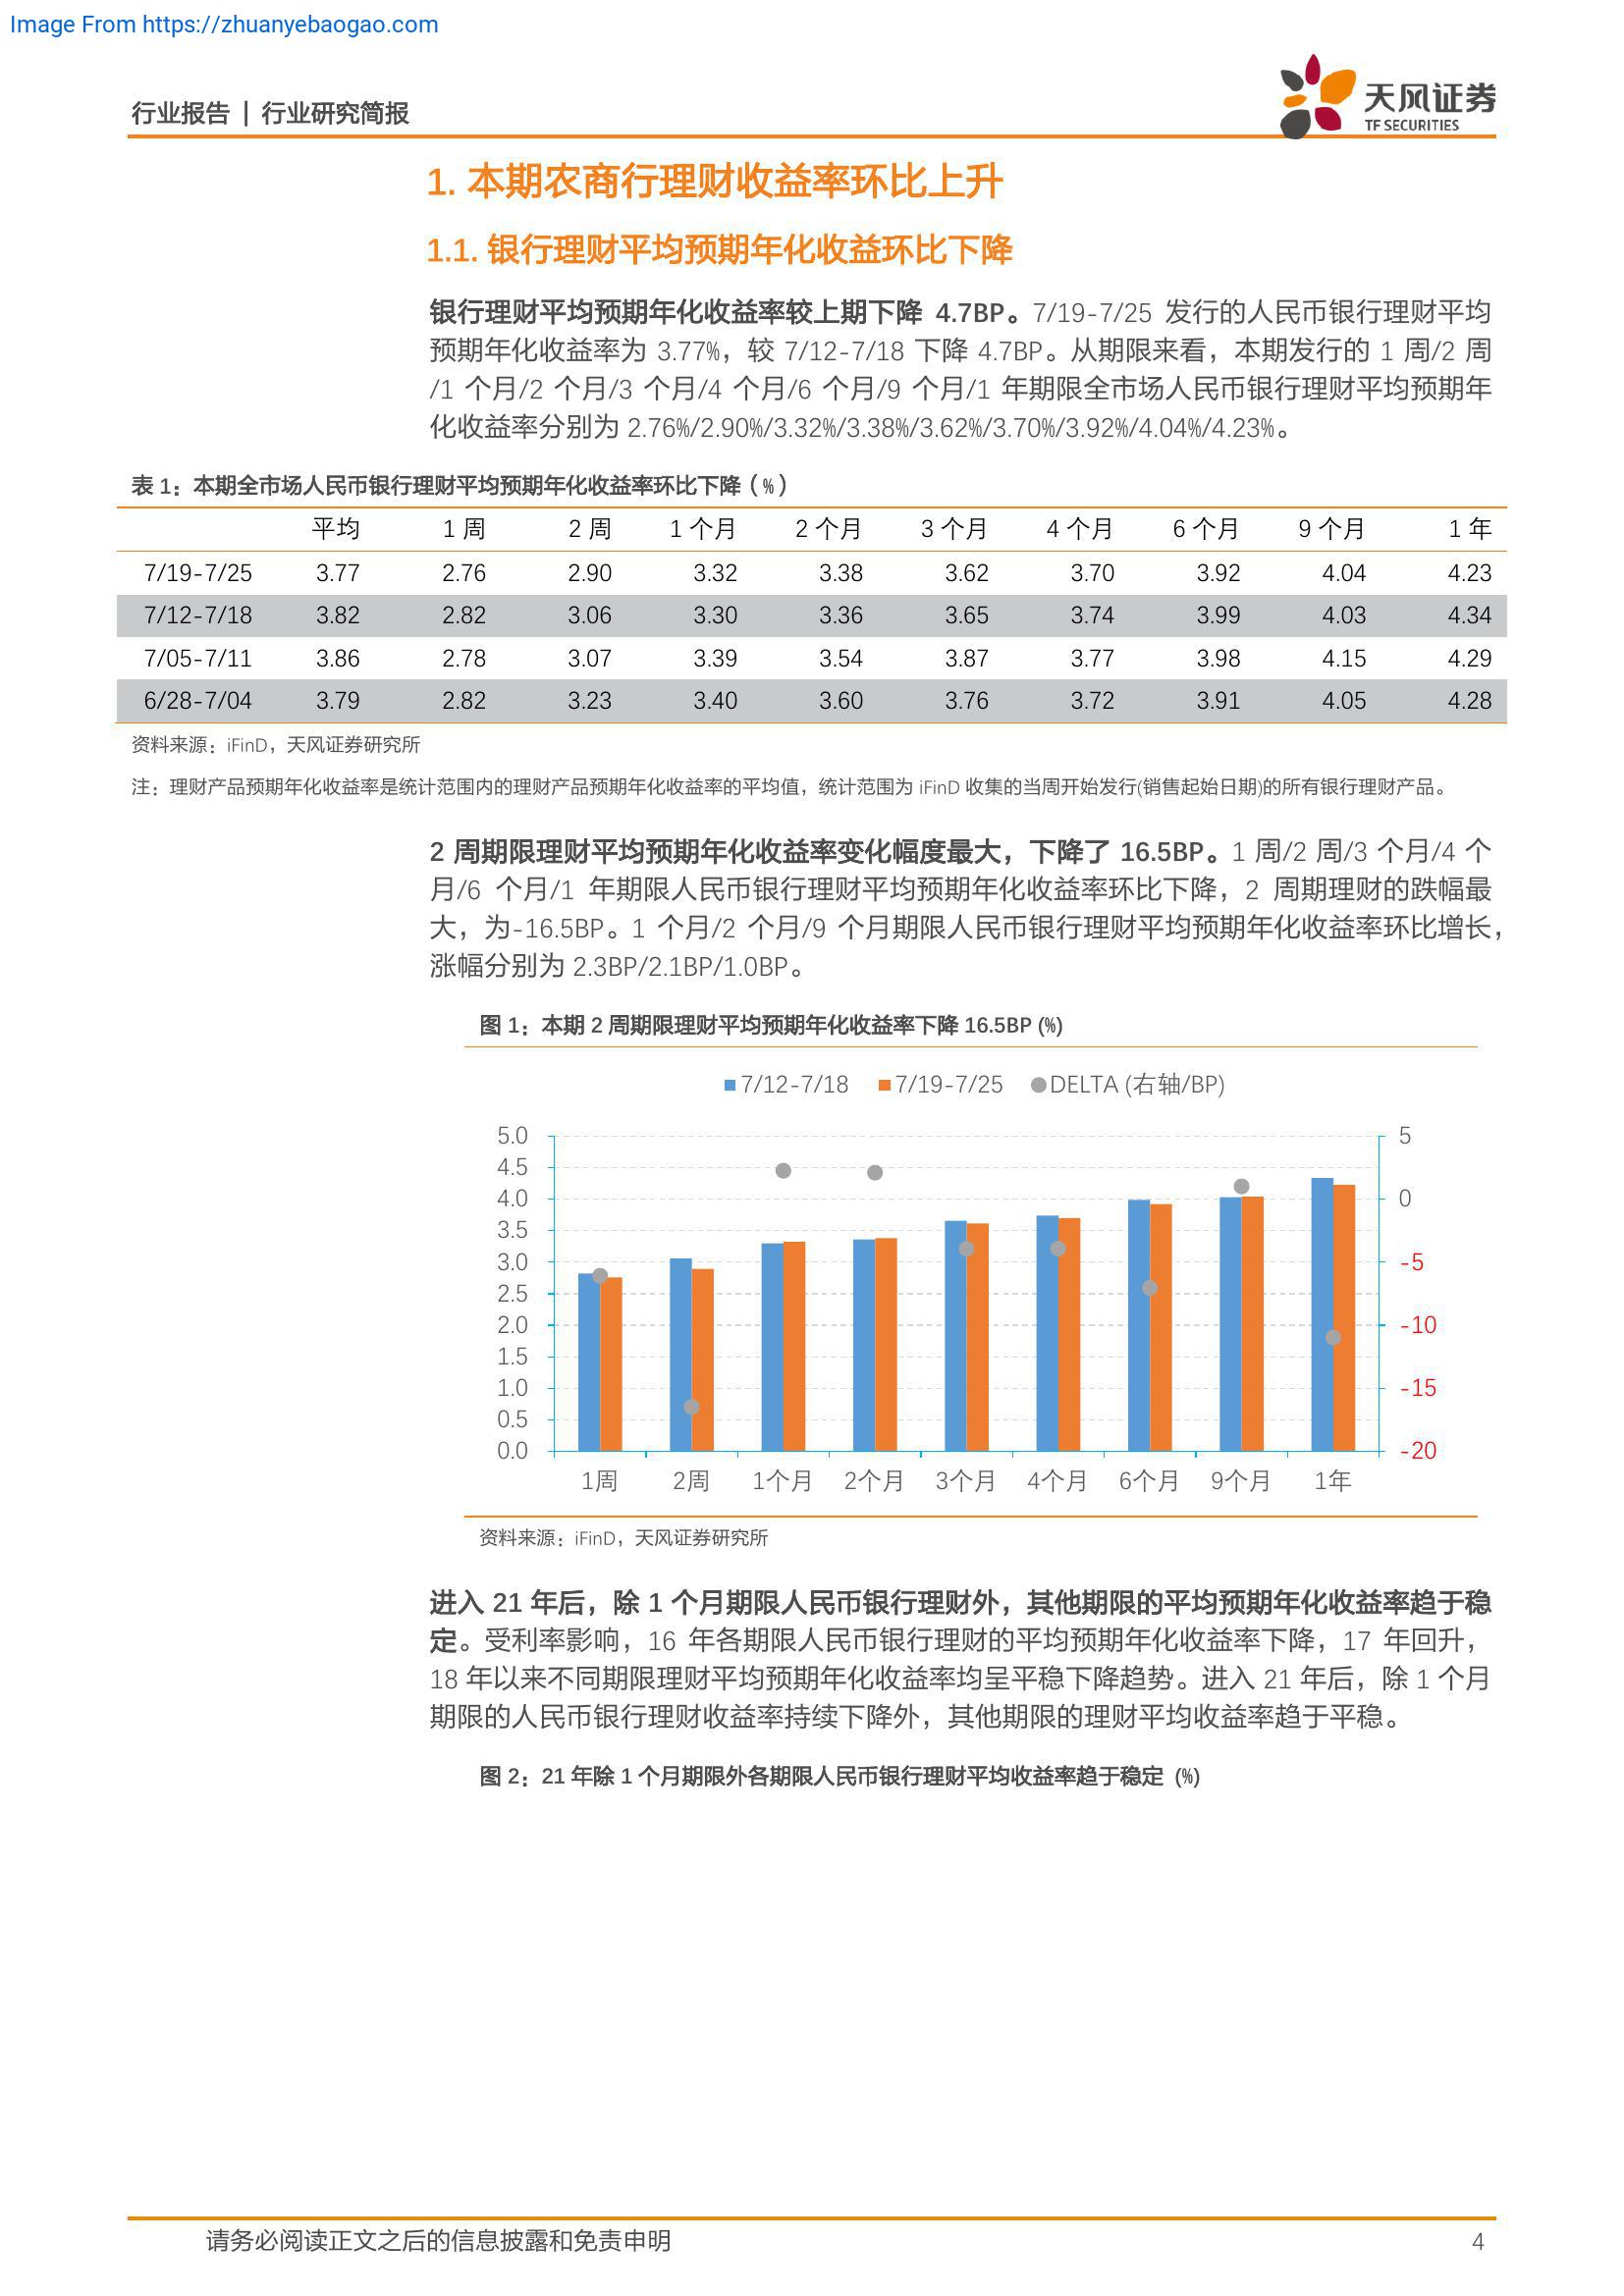 Image From https://zhuanyebaogao.com
行业报告 | 行业研究简报
天风证券
TF SECURITIES
1. 本期农商行理财收益率环比上升
1.1. 银行理财平均预期年化收益环比下降
银行理财平均预期年化收益率较上期下降 4.7BP。7/19-7/25 发行的人民币银行理财平均
预期年化收益率为 3.77%，较 7/12-7/18 下降 4.7BP。从期限来看，本期发行的 1 周/2 周
/1 个月/2 个月/3 个月/4 个月/6 个月/9 个月/1 年期限全市场人民币银行理财平均预期年
化收益率分别为 2.76%/2.90%/3.32%/3.38%/3.62%/3.70%/3.92%/4.04%/4.23%。
表 1：本期全市场人民币银行理财平均预期年化收益率环比下降（%）
平均 1 周 2 周 1 个月 2 个月 3 个月 4 个月 6 个月 9 个月 1 年
7/19-7/25 3.77 2.76 2.90 3.32 3.38 3.62 3.70 3.92 4.04 4.23
7/12-7/18 3.82 2.82 3.06 3.30 3.36 3.65 3.74 3.99 4.03 4.34
7/05-7/11 3.86 2.78 3.07 3.39 3.54 3.87 3.77 3.98 4.15 4.29
6/28-7/04 3.79 2.82 3.23 3.40 3.60 3.76 3.72 3.91 4.05 4.28
资料来源：iFinD，天风证券研究所
注：理财产品预期年化收益率是统计范围内的理财产品预期年化收益率的平均值，统计范围为 iFinD 收集的当周开始发行(销售起始日期)的所有银行理财产品。
2 周期限理财平均预期年化收益率变化幅度最大，下降了 16.5BP。1 周/2 周/3 个月/4 个
月/6 个月/1 年期限人民币银行理财平均预期年化收益率环比下降，2 周期理财的跌幅最
大，为-16.5BP。1 个月/2 个月/9 个月期限人民币银行理财平均预期年化收益率环比增长，
涨幅分别为 2.3BP/2.1BP/1.0BP。
图 1：本期 2 周期限理财平均预期年化收益率下降 16.5BP (%)
7/12-7/18 7/19-7/25 DELTA (右轴/BP)
5.0 5
4.5
4.0 0
3.5
3.0 -5
2.5
2.0 -10
1.5
1.0 -15
0.5
0.0 -20
1周 2周 1个月 2个月 3个月 4个月 6个月 9个月 1年
资料来源：iFinD，天风证券研究所
进入 21 年后，除 1 个月期限人民币银行理财外，其他期限的平均预期年化收益率趋于稳
定。受利率影响，16 年各期限人民币银行理财的平均预期年化收益率下降，17 年回升，
18 年以来不同期限理财平均预期年化收益率均呈平稳下降趋势。进入 21 年后，除 1 个月
期限的人民币银行理财收益率持续下降外，其他期限的理财平均收益率趋于平稳。
图 2：21 年除 1 个月期限外各期限人民币银行理财平均收益率趋于稳定 (%)
请务必阅读正文之后的信息披露和免责申明 4